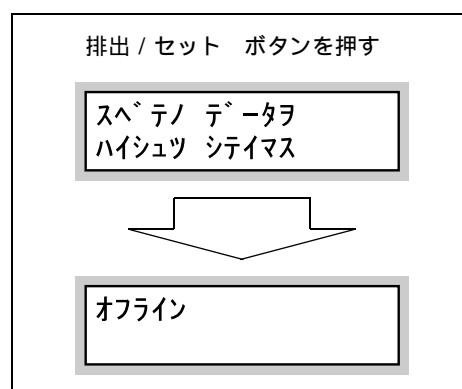 排出 / セット　ボタンを押す
スベテノ データヲ
ハイシュツ シテイマス
オフライン